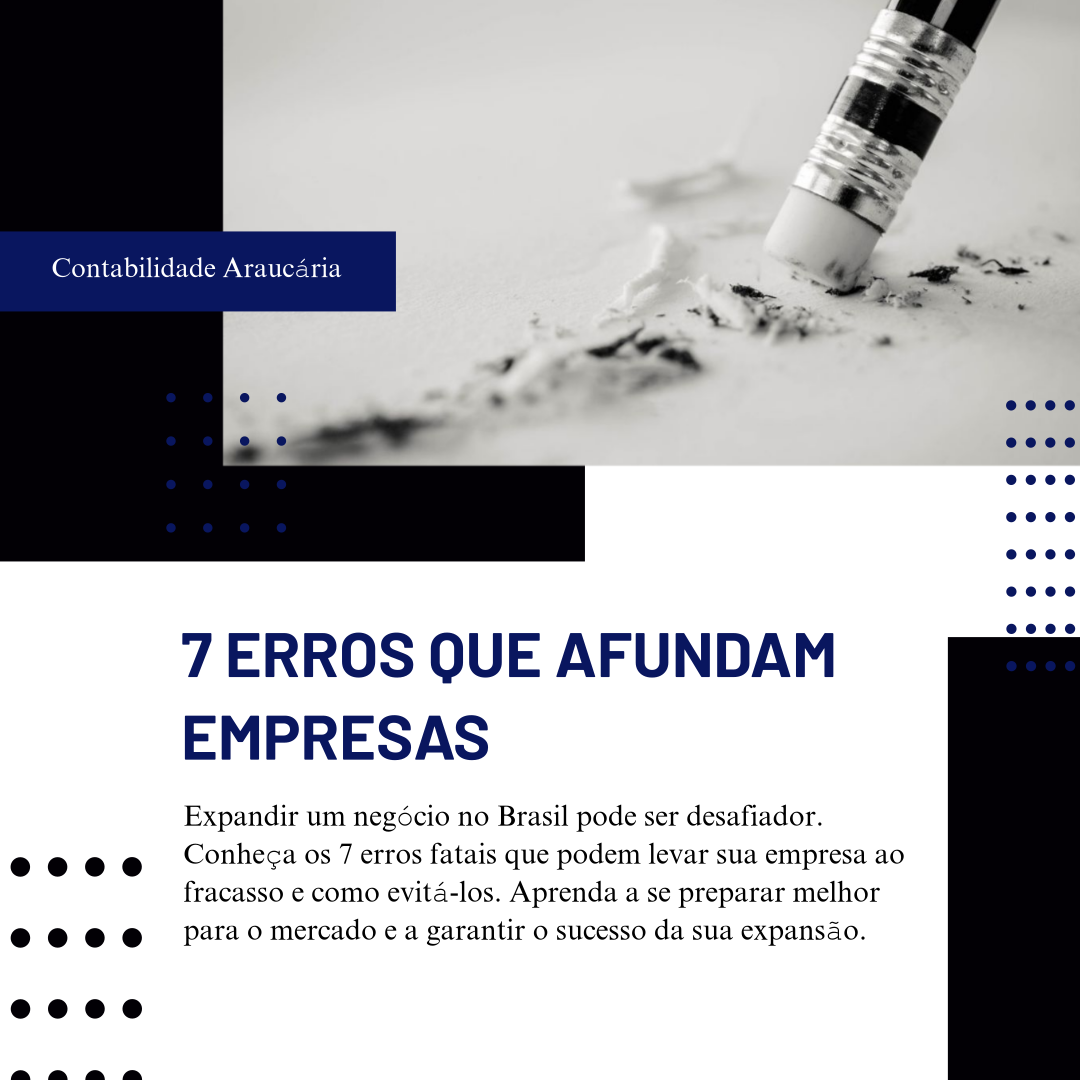 Contabilidade Araucária
7 ERROS QUE AFUNDAM
EMPRESAS
Expandir um negócio no Brasil pode ser desafiador.
Conheça os 7 erros fatais que podem levar sua empresa ao
fracasso e como evitá-los. Aprenda a se preparar melhor
para o mercado e a garantir o sucesso da sua expansão.